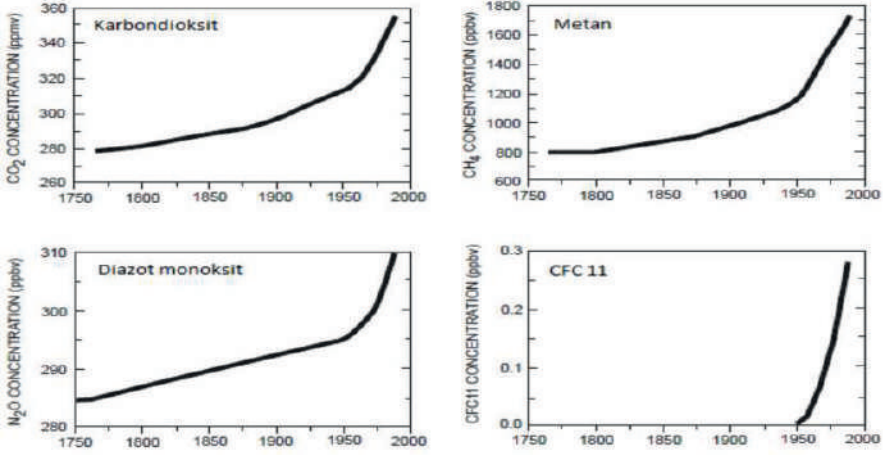 Karbondioksit
CO2 CONCENTRATION (ppmv)
360
340
320
300
280
260
1750 1800 1850 1900 1950 2000
Metan
CH4 CONCENTRATION (ppbv)
1800
1600
1400
1200
1000
800
600
1750 1800 1850 1900 1950 2000
Diazot monoksit
N2O CONCENTRATION (ppbv)
310
300
290
280
1750 1800 1850 1900 1950 2000
CFC 11
CFC11 CONCENTRATION (ppbv)
0.3
0.2
0.1
0.0
1750 1800 1850 1900 1950 2000